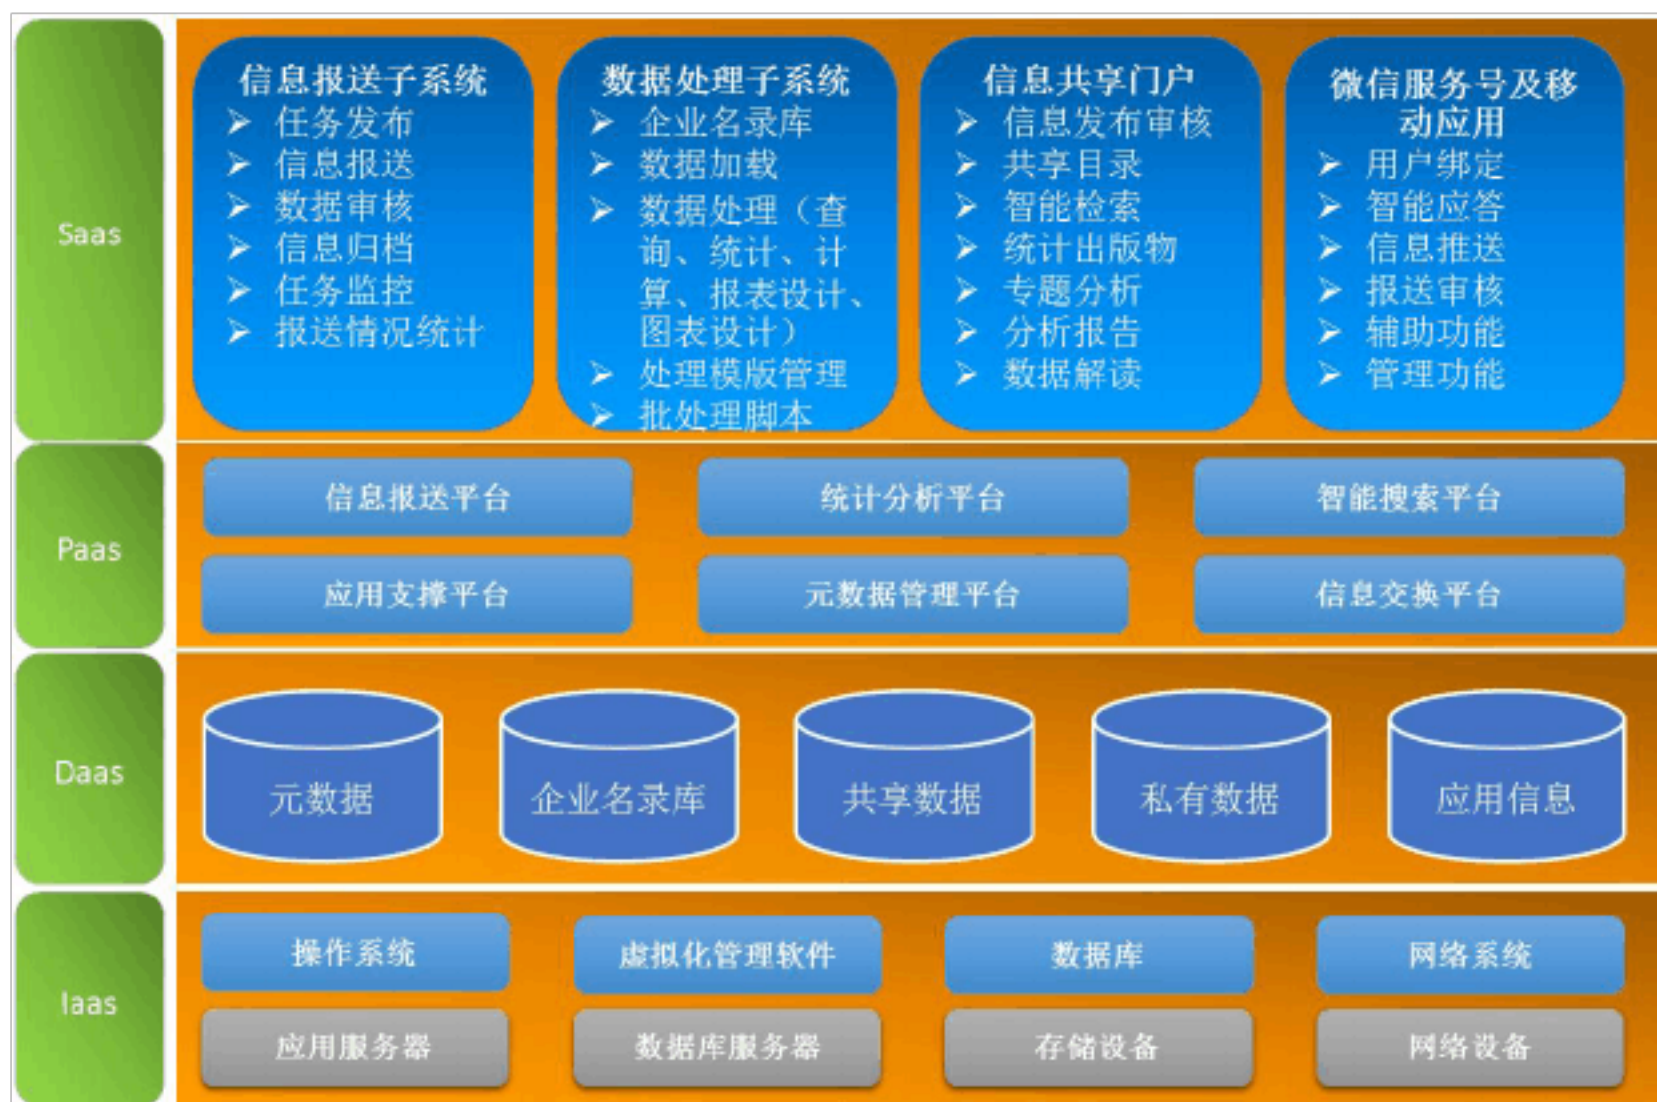 Saas
信息报送子系统
任务发布
信息报送
数据审核
信息归档
任务监控
报送情况统计
数据处理子系统
企业名录库
数据加载
数据处理（查
询、统计、计
算、报表设计、
图表设计）
处理模版管理
批处理脚本
信息共享门户
信息发布审核
共享目录
智能检索
统计出版物
专题分析
分析报告
数据解读
微信服务号及移
动应用
用户绑定
智能应答
信息推送
报送审核
辅助功能
管理功能
Paas
信息报送平台
统计分析平台
智能搜索平台
应用支撑平台
元数据管理平台
信息交换平台
Daas
元数据
企业名录库
共享数据
私有数据
应用信息
Iaas
操作系统
虚拟化管理软件
数据库
网络系统
应用服务器
数据库服务器
存储设备
网络设备